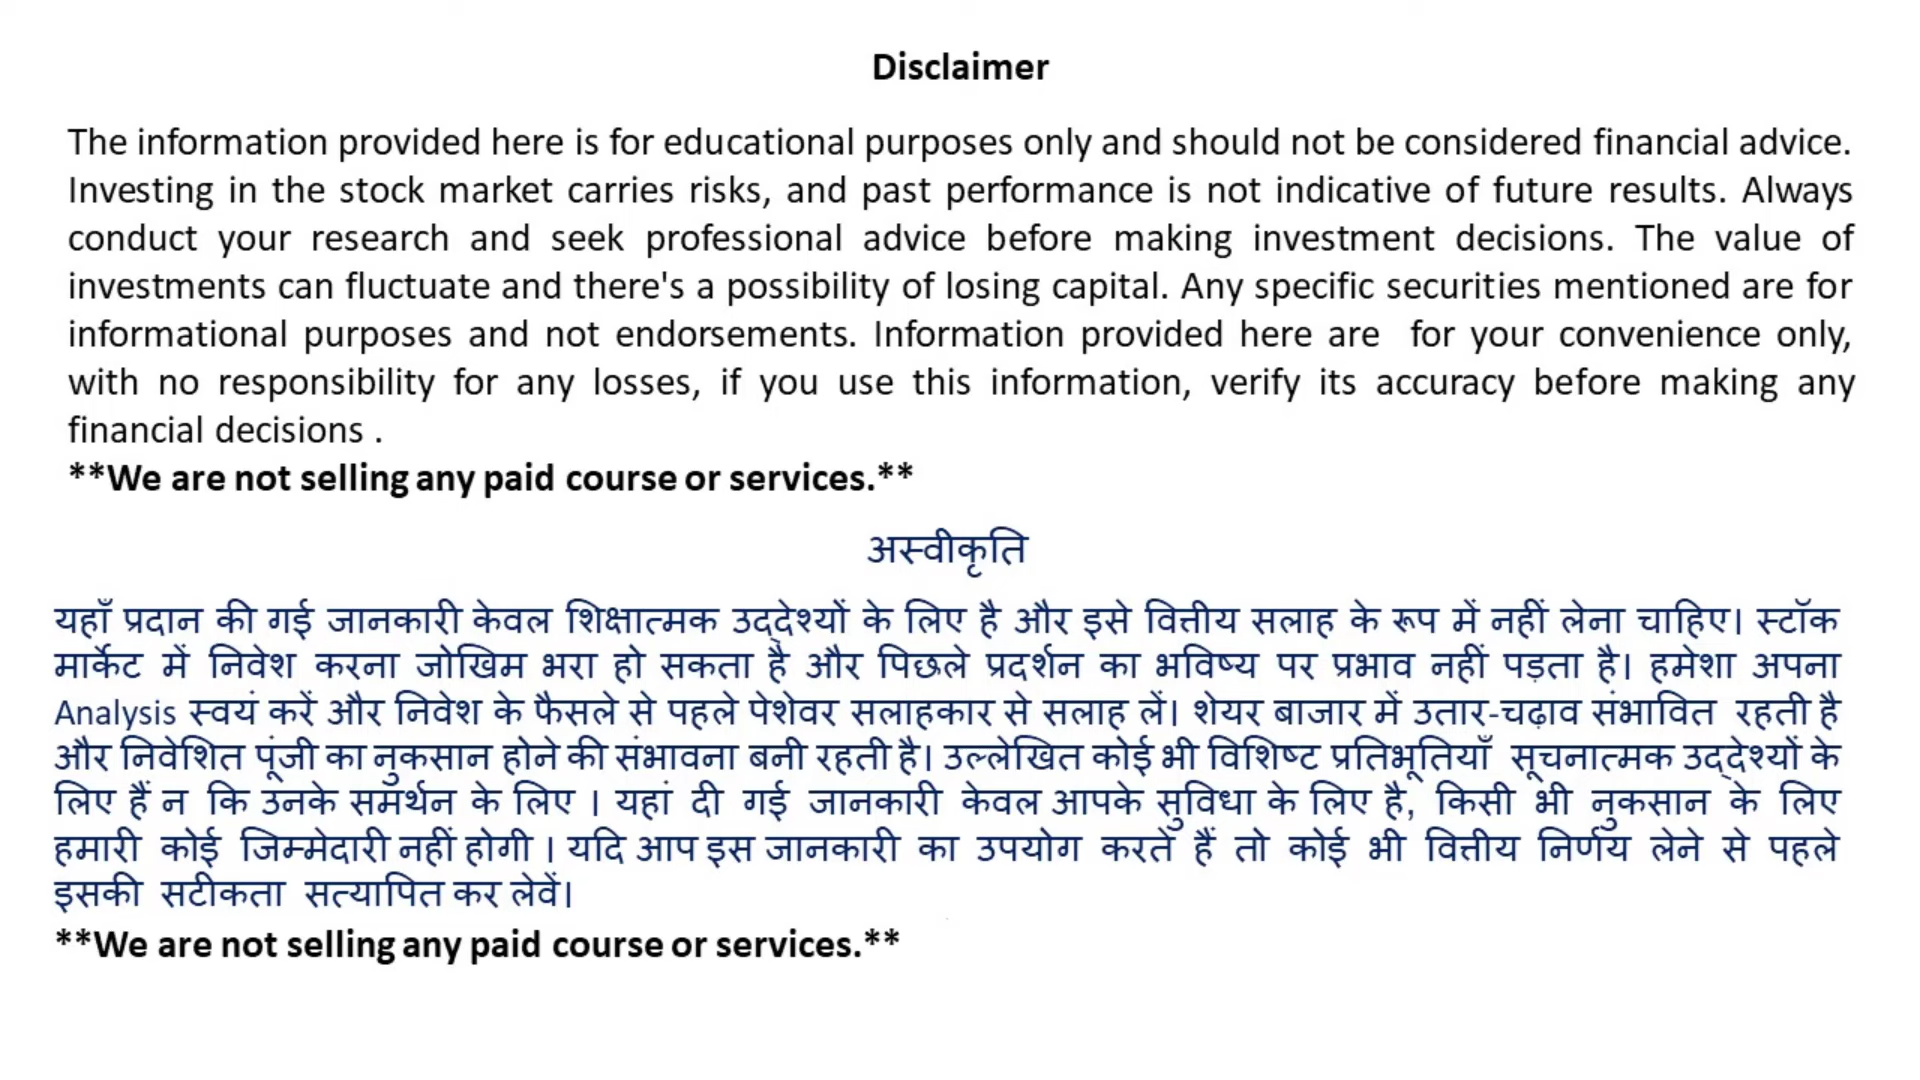 Disclaimer
The information provided here is for educational purposes only and should not be considered financial advice.
Investing in the stock market carries risks, and past performance is not indicative of future results. Always
conduct your research and seek professional advice before making investment decisions. The value of
investments can fluctuate and there's a possibility of losing capital. Any specific securities mentioned are for
informational purposes and not endorsements. Information provided here are for your convenience only,
with no responsibility for any losses, if you use this information, verify its accuracy before making any
financial decisions .
**We are not selling any paid course or services.**
अस्वीकृति
यहाँ प्रदान की गई जानकारी केवल शिक्षात्मक उद्देश्यों के लिए है और इसे वित्तीय सलाह के रूप में नहीं लेना चाहिए। स्टॉक
मार्केट में निवेश करना जोखिम भरा हो सकता है और पिछले प्रदर्शन का भविष्य पर प्रभाव नहीं पड़ता है। हमेशा अपना
Analysis स्वयं करें और निवेश के फैसले से पहले पेशेवर सलाहकार से सलाह लें। शेयर बाजार में उतार-चढ़ाव संभावित रहती है
और निवेशित पूंजी का नुकसान होने की संभावना बनी रहती है। उल्लेखित कोई भी विशिष्ट प्रतिभूतियाँ सूचनात्मक उद्देश्यों के
लिए हैं न कि उनके समर्थन के लिए । यहां दी गई जानकारी केवल आपके सुविधा के लिए है, किसी भी नुकसान के लिए
हमारी कोई जिम्मेदारी नहीं होगी । यदि आप इस जानकारी का उपयोग करते हैं तो कोई भी वित्तीय निर्णय लेने से पहले
इसकी सटीकता सत्यापित कर लेवें।
**We are not selling any paid course or services.**